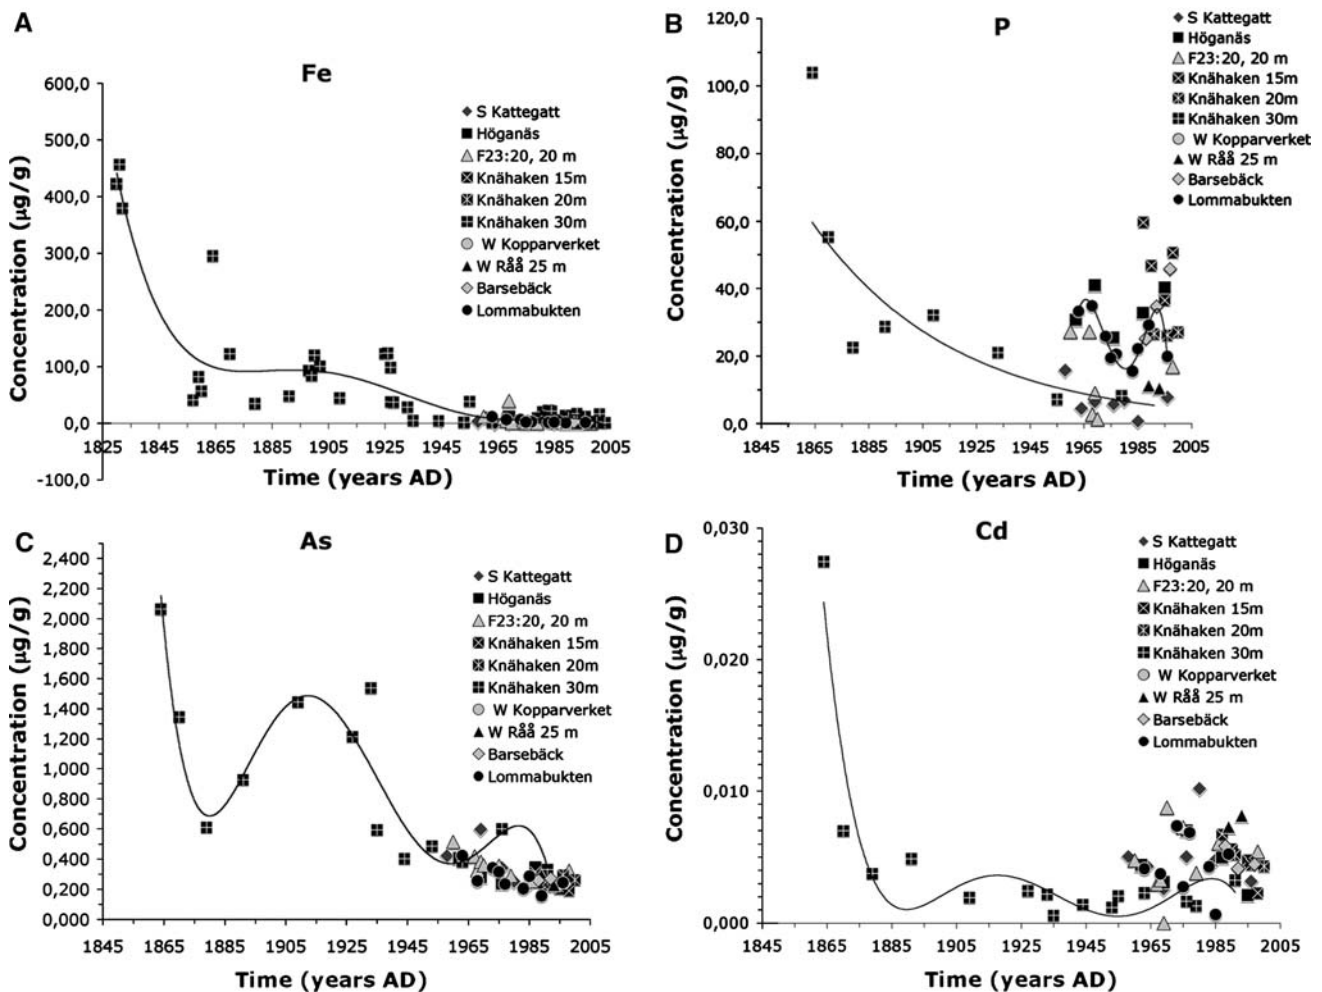 A
Fe
Concentration (µg/g)
600,0
500,0
400,0
300,0
200,0
100,0
0,0
-100,0
1825 1845 1865 1885 1905 1925 1945 1965 1985 2005
Time (years AD)
S Kattegatt
Höganäs
F23:20, 20 m
Knähaken 15m
Knähaken 20m
Knähaken 30m
W Kopparverket
W Råå 25 m
Barsebäck
Lommabukten
B
P
Concentration (µg/g)
120,0
100,0
80,0
60,0
40,0
20,0
0,0
1845 1865 1885 1905 1925 1945 1965 1985 2005
Time (years AD)
S Kattegatt
Höganäs
F23:20, 20 m
Knähaken 15m
Knähaken 20m
Knähaken 30m
W Kopparverket
W Råå 25 m
Barsebäck
Lommabukten
C
As
Concentration (µg/g)
2,400
2,200
2,000
1,800
1,600
1,400
1,200
1,000
0,800
0,600
0,400
0,200
0,000
1845 1865 1885 1905 1925 1945 1965 1985 2005
Time (years AD)
S Kattegatt
Höganäs
F23:20, 20 m
Knähaken 15m
Knähaken 20m
Knähaken 30m
W Kopparverket
W Råå 25 m
Barsebäck
Lommabukten
D
Cd
Concentration (µg/g)
0,030
0,020
0,010
0,000
1845 1865 1885 1905 1925 1945 1965 1985 2005
Time (years AD)
S Kattegatt
Höganäs
F23:20, 20 m
Knähaken 15m
Knähaken 20m
Knähaken 30m
W Kopparverket
W Råå 25 m
Barsebäck
Lommabukten